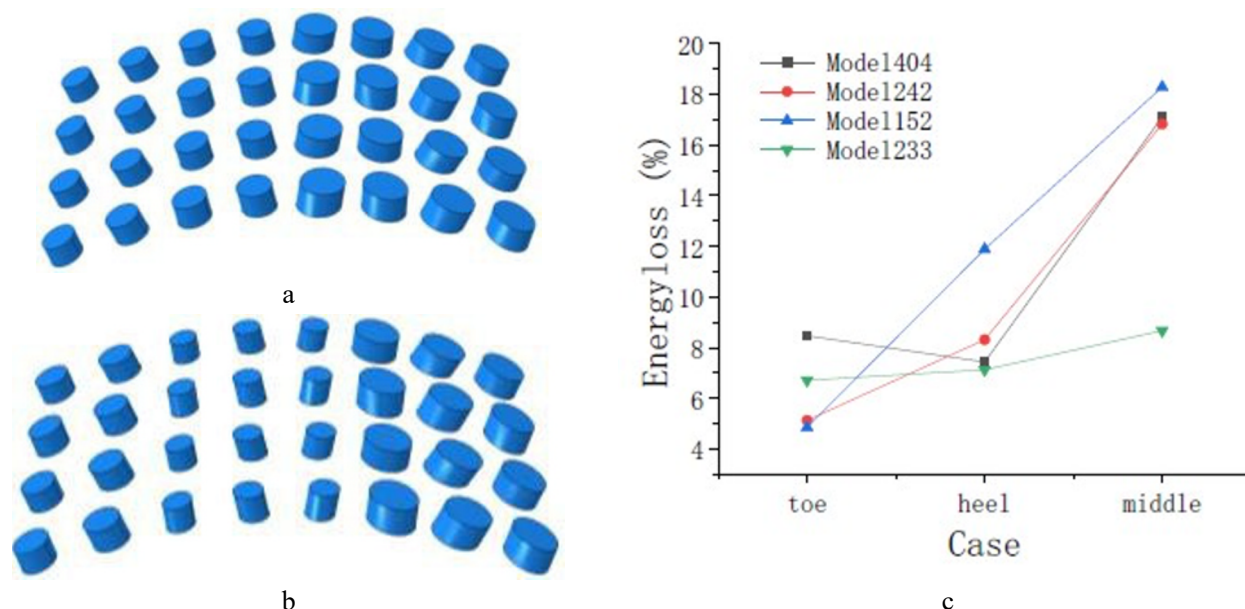 a
b
20
18
16
14
12
10
8
6
4
Energyloss (%)
Model404
Model242
Model152
Model233
toe heel middle
Case
c